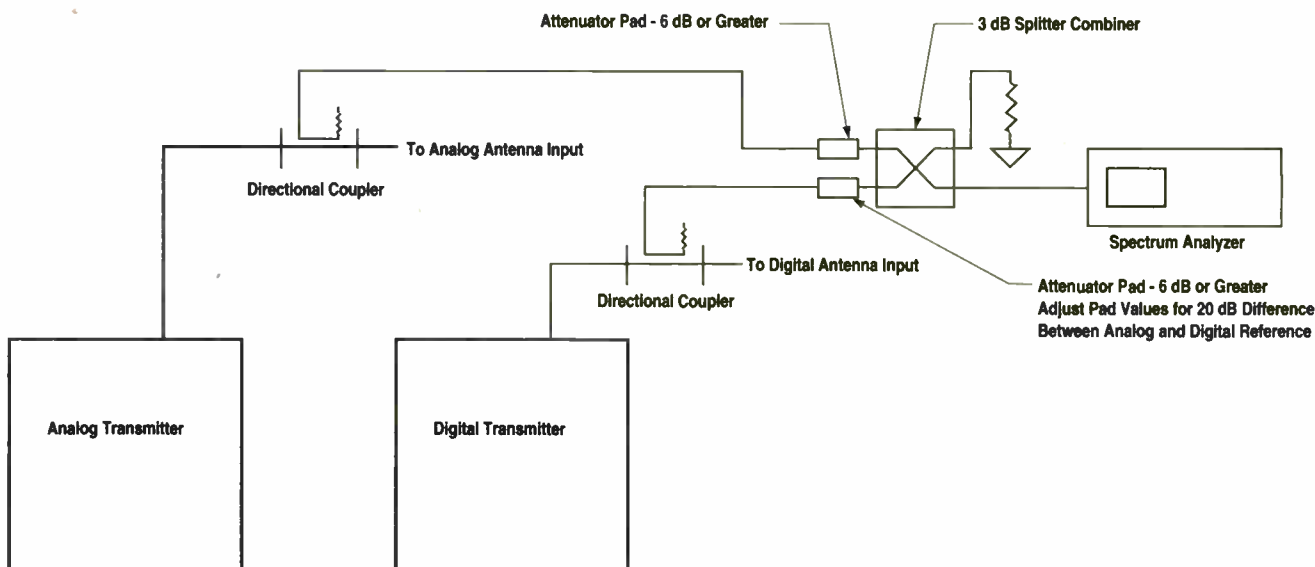 Attenuator Pad - 6 dB or Greater
3 dB Splitter Combiner
To Analog Antenna Input
Directional Coupler
To Digital Antenna Input
Directional Coupler
Spectrum Analyzer
Attenuator Pad - 6 dB or Greater
Adjust Pad Values for 20 dB Difference
Between Analog and Digital Reference
Analog Transmitter
Digital Transmitter